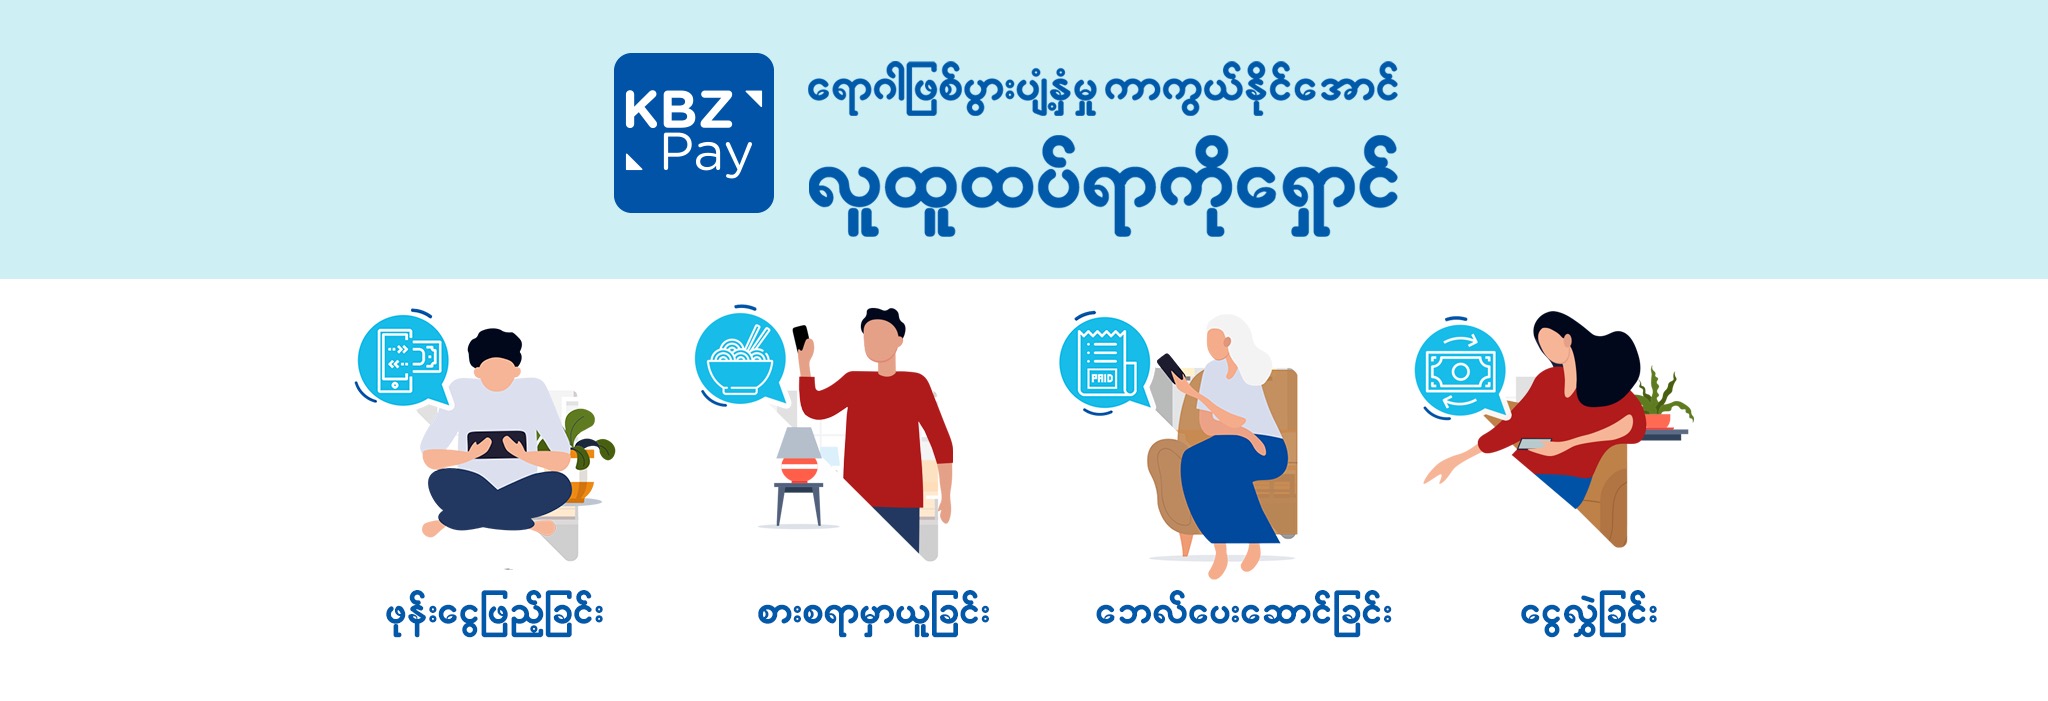 KBZ
Pay
ရောဂါဖြစ်ပွားပျံ့နှံ့မှု ကာကွယ်နိုင်အောင်
လူထူထပ်ရာကိုရှောင်
PAID
ဖုန်းငွေဖြည့်ခြင်း
စားစရာမှာယူခြင်း
ဘေလ်ပေးဆောင်ခြင်း
ငွေလွှဲခြင်း